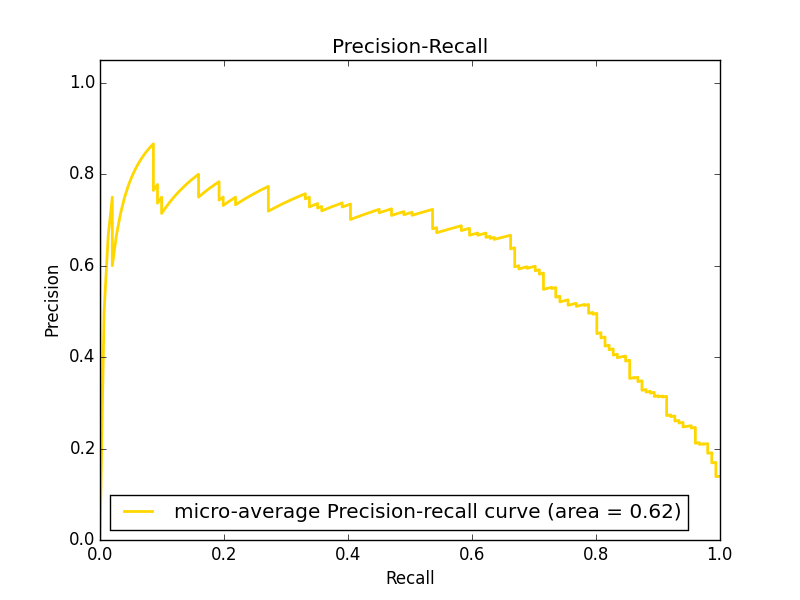 Precision-Recall
1.0
0.8
0.6
0.4
0.2
0.0
Precision
micro-average Precision-recall curve (area = 0.62)
0.0 0.2 0.4 0.6 0.8 1.0
Recall